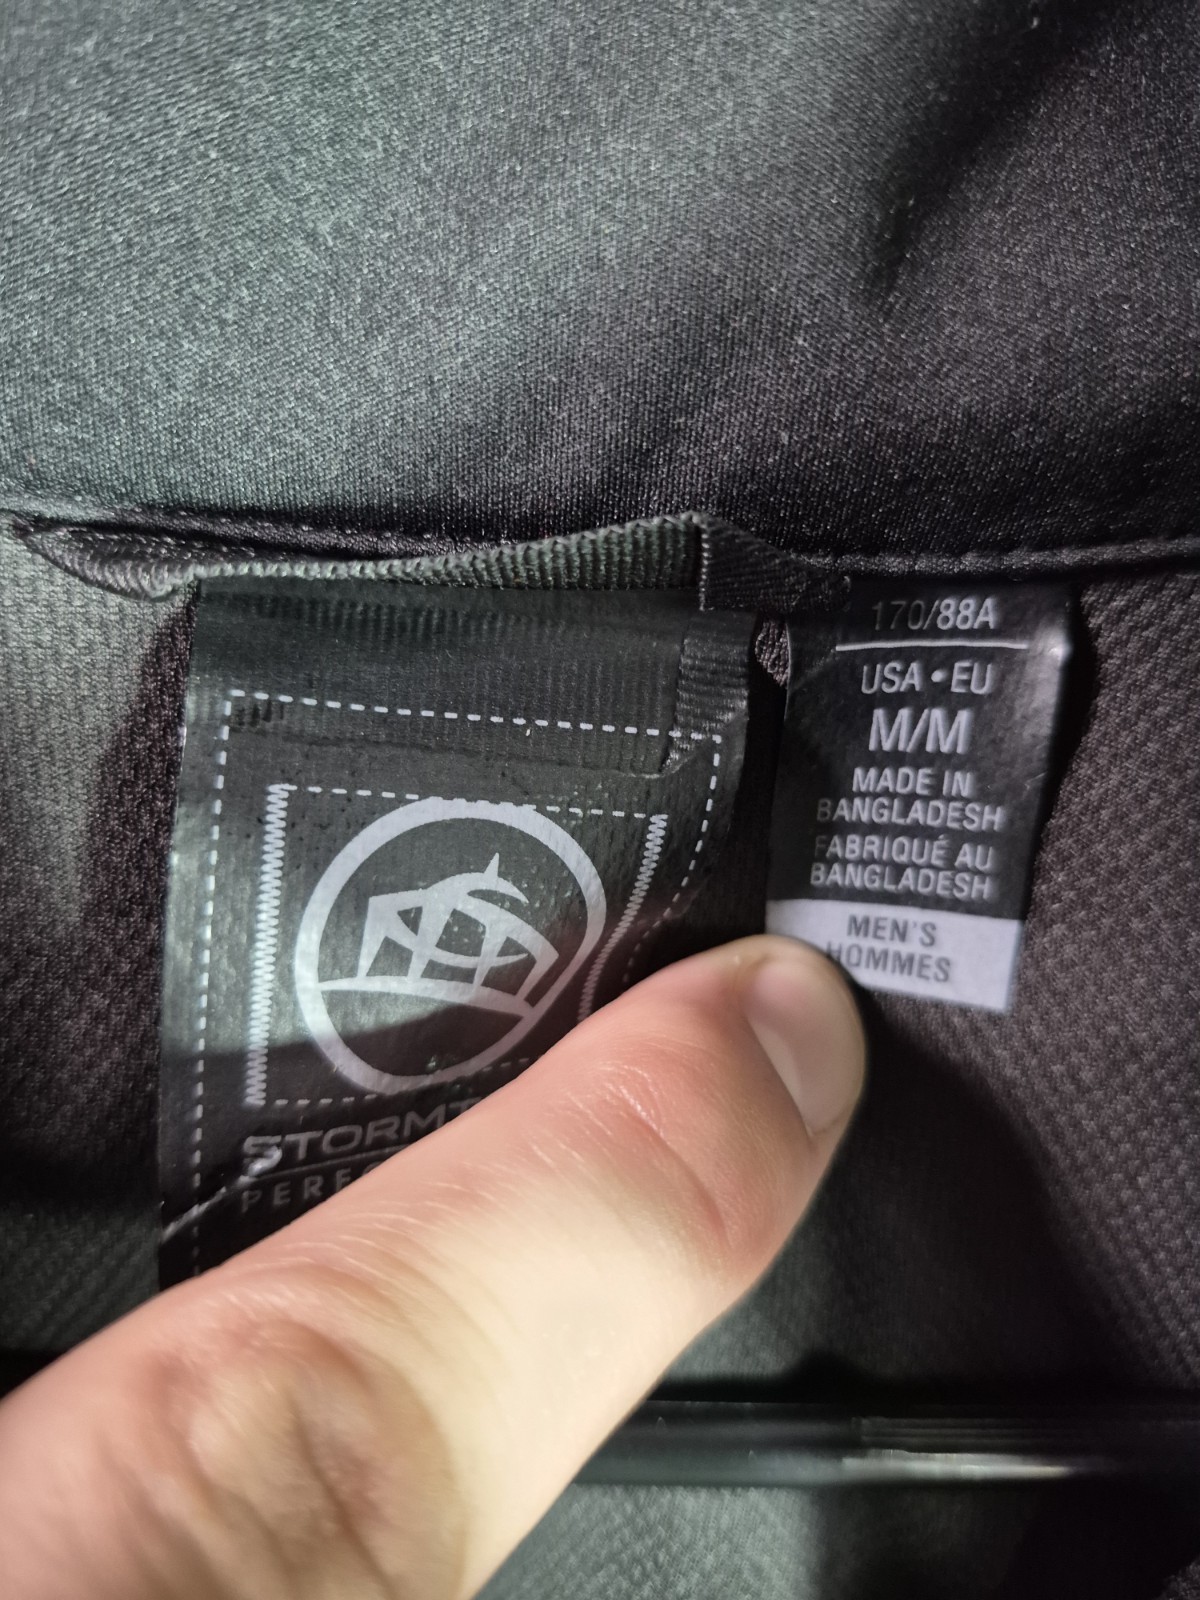 170/88A
USA • EU
M/M
MADE IN
BANGLADESH
FABRIQUÉ AU
BANGLADESH
MEN'S
HOMMES